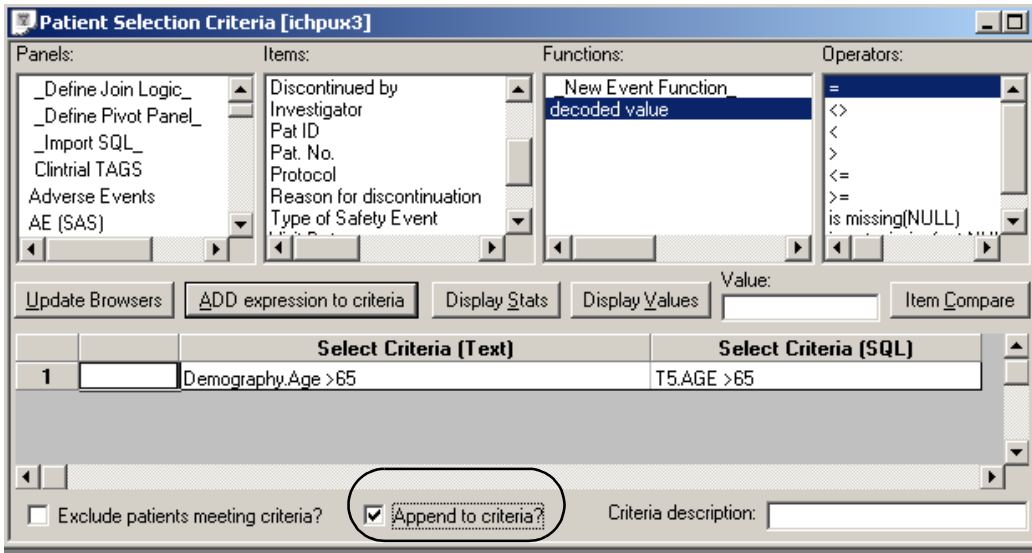 Patient Selection Criteria [ichpux3]
Panels: Items: Functions: Operators:
_Define Join Logic_
_Define Pivot Panel_
_Import SQL_
Clintrial TAGS
Adverse Events
AE (SAS)
Discontinued by
Investigator
Pat ID
Pat. No.
Protocol
Reason for discontinuation
Type of Safety Event
_New Event Function_
decoded value
=
<>
<
>
<=
>=
is missing(NULL)
Value:
Update Browsers ADD expression to criteria Display Stats Display Values Item Compare
Select Criteria (Text) Select Criteria (SQL)
1 Demography.Age >65 T5.AGE >65
Exclude patients meeting criteria? Append to criteria? Criteria description: